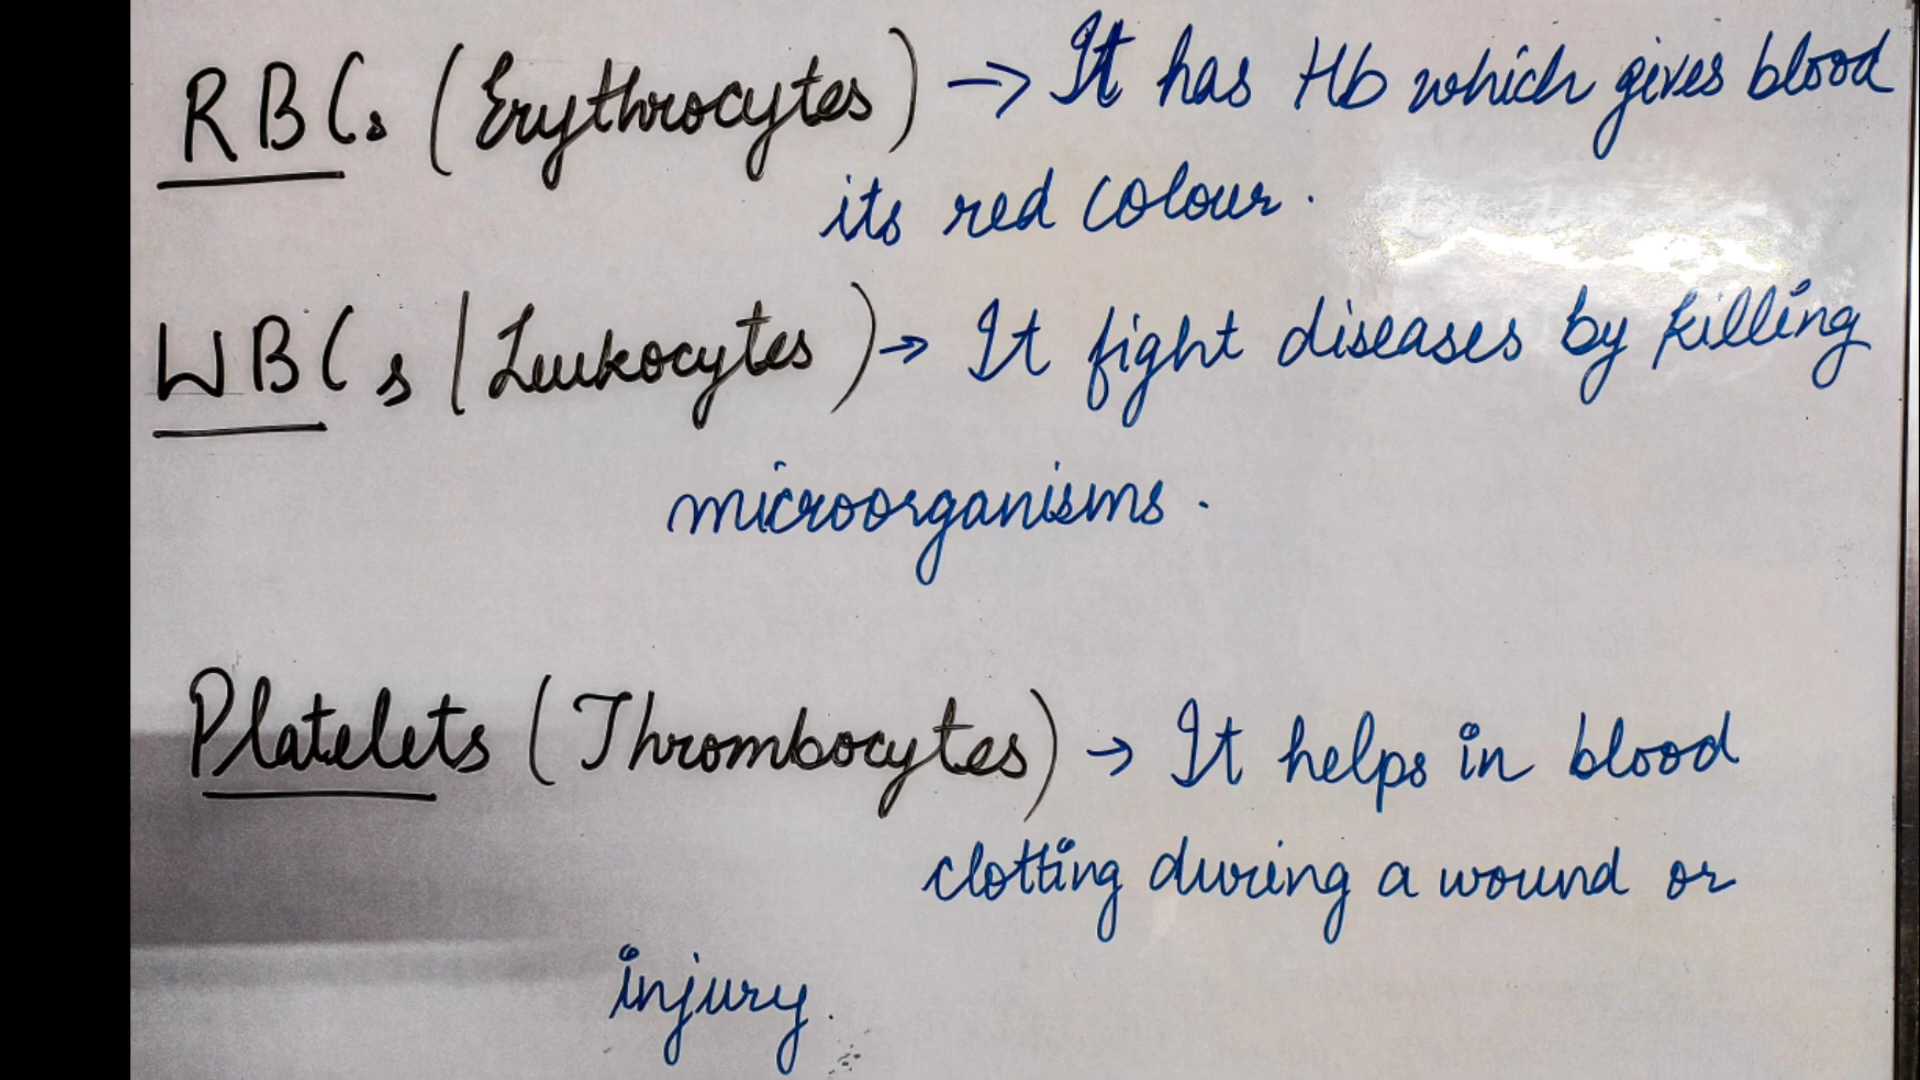 RBCs (Erythrocytes) → It has Hb which gives blood
its red colour.
WBCs (Leukocytes) → It fight diseases by killing
microorganisms.
Platelets (Thrombocytes) → It helps in blood
clotting during a wound or
injury.